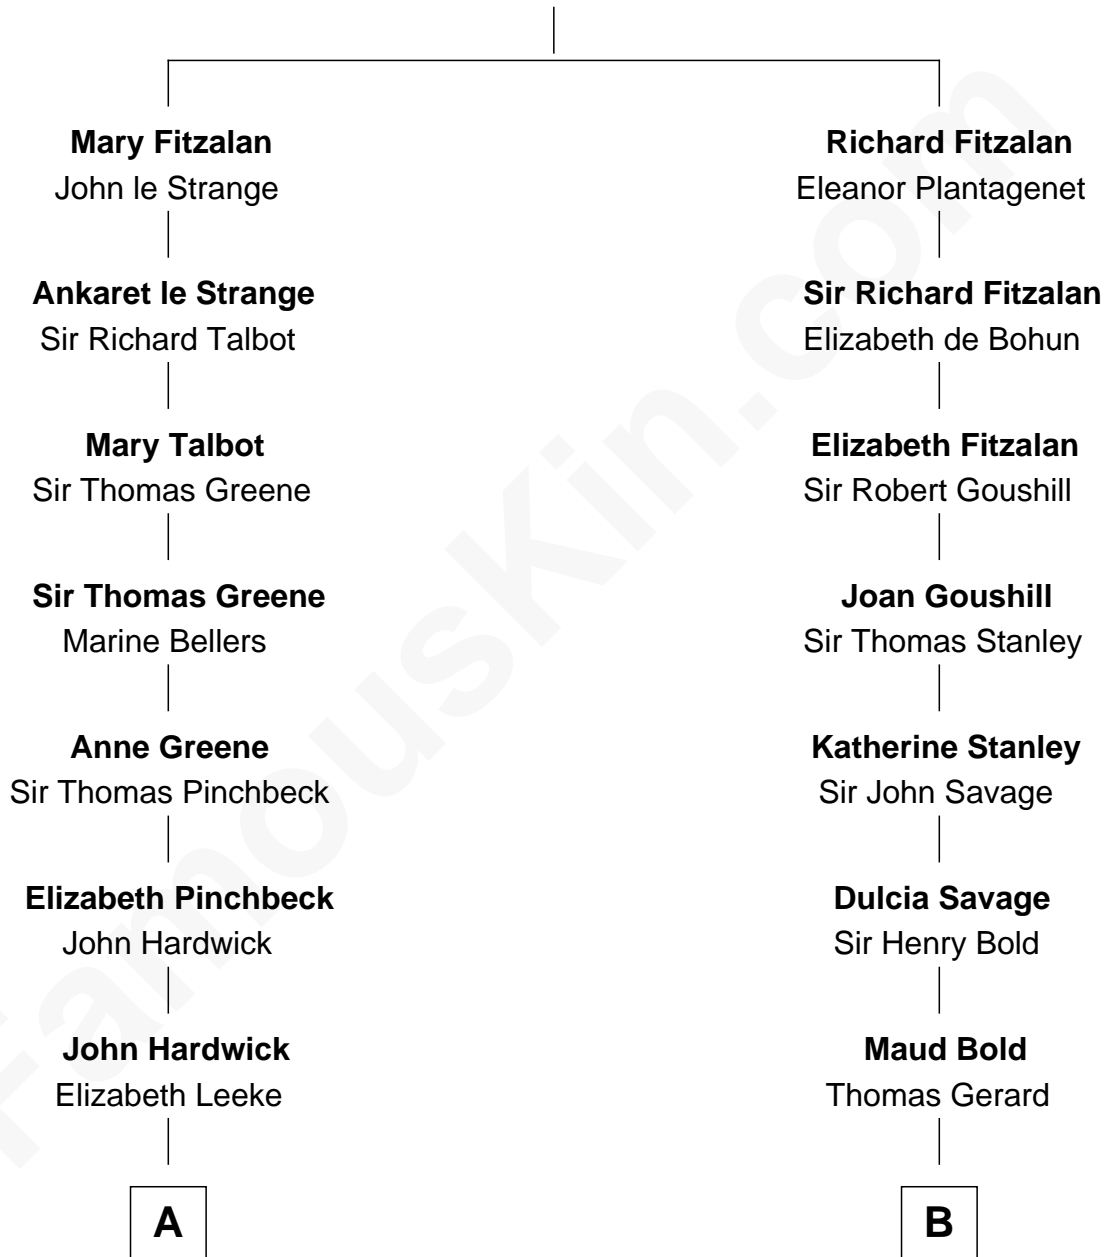 Mary Fitzalan
John le Strange
Ankaret le Strange
Sir Richard Talbot
Mary Talbot
Sir Thomas Greene
Sir Thomas Greene
Marine Bellers
Anne Greene
Sir Thomas Pinchbeck
Elizabeth Pinchbeck
John Hardwick
John Hardwick
Elizabeth Leeke
A
Richard Fitzalan
Eleanor Plantagenet
Sir Richard Fitzalan
Elizabeth de Bohun
Elizabeth Fitzalan
Sir Robert Goushill
Joan Goushill
Sir Thomas Stanley
Katherine Stanley
Sir John Savage
Dulcia Savage
Sir Henry Bold
Maud Bold
Thomas Gerard
B
FamousKin.com